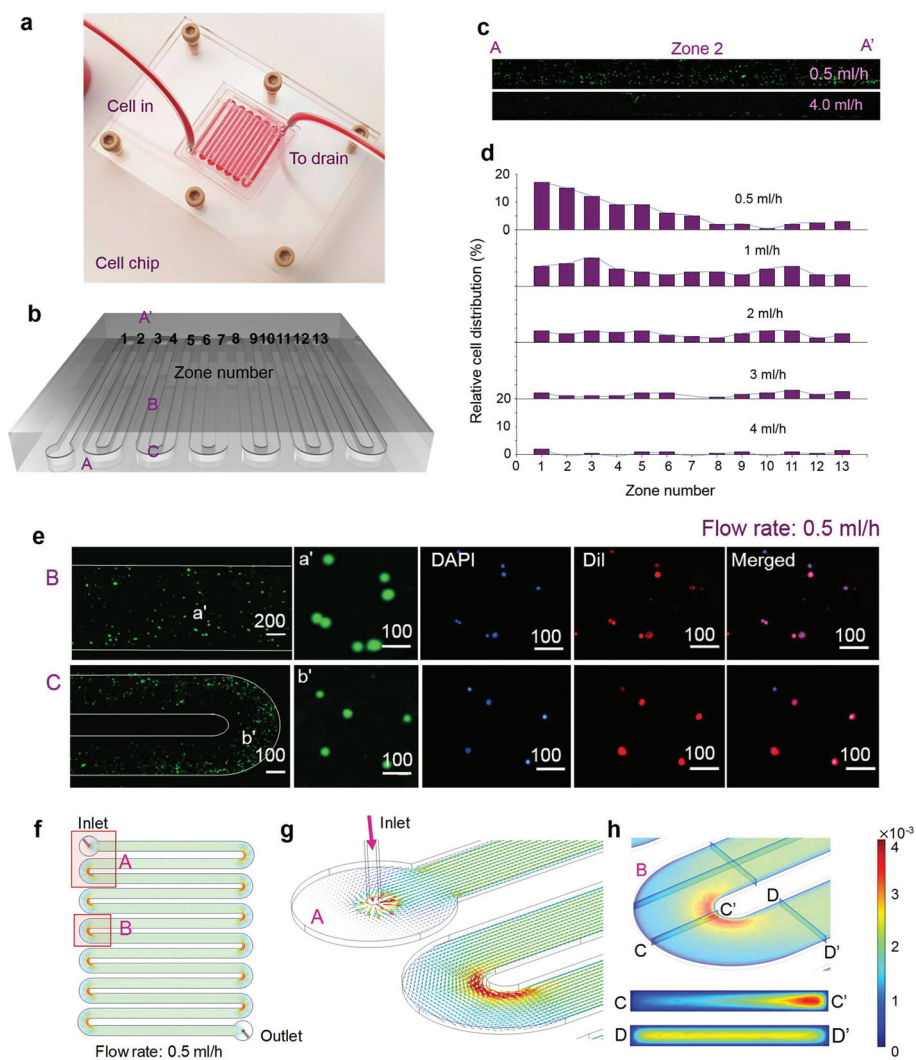 a
Cell in
To drain
Cell chip
b
A'
1 2 3 4 5 6 7 8 9 10 11 12 13
Zone number
B
C
A
c
A Zone 2 A'
0.5 ml/h
4.0 ml/h
d
Relative cell distribution (%)
20
10
0
0.5 ml/h
1 ml/h
2 ml/h
3 ml/h
20
4 ml/h
0 1 2 3 4 5 6 7 8 9 10 11 12 13
Zone number
Flow rate: 0.5 ml/h
e
B
a'
200
a'
100
DAPI
100
DiI
100
Merged
100
C
b'
100
b'
100
100
100
100
f
Inlet
A
B
Outlet
Flow rate: 0.5 ml/h
g
Inlet
A
h
B
C'
D
C
D'
C C'
D D'
×10⁻³
4
3
2
1
0